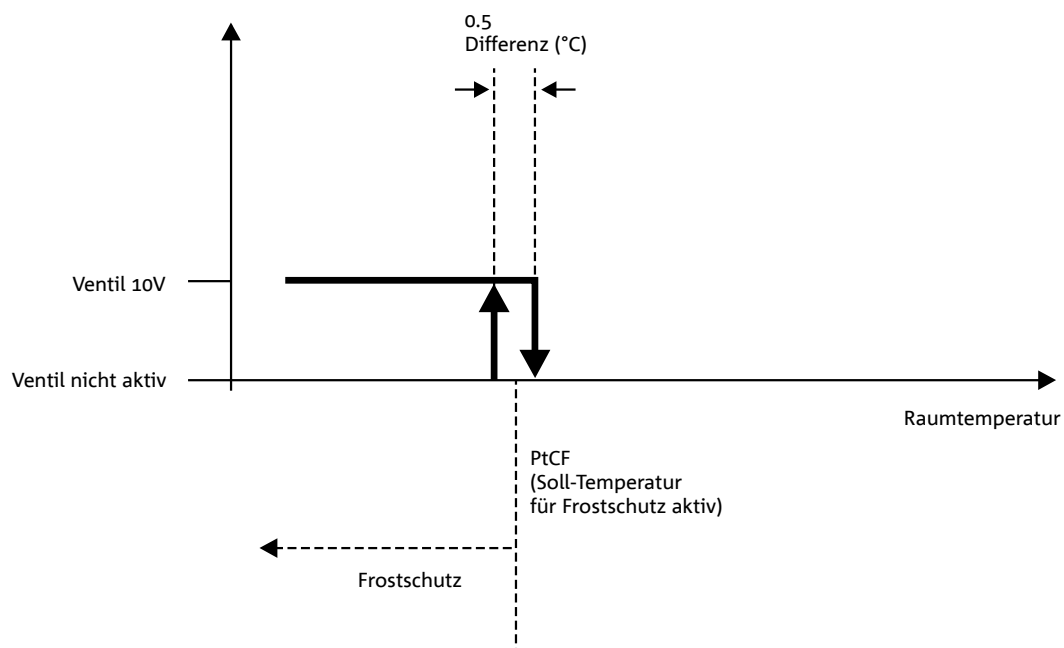 0.5
Differenz (°C)
Ventil 10V
Ventil nicht aktiv
Raumtemperatur
PtCF
(Soll-Temperatur
für Frostschutz aktiv)
Frostschutz